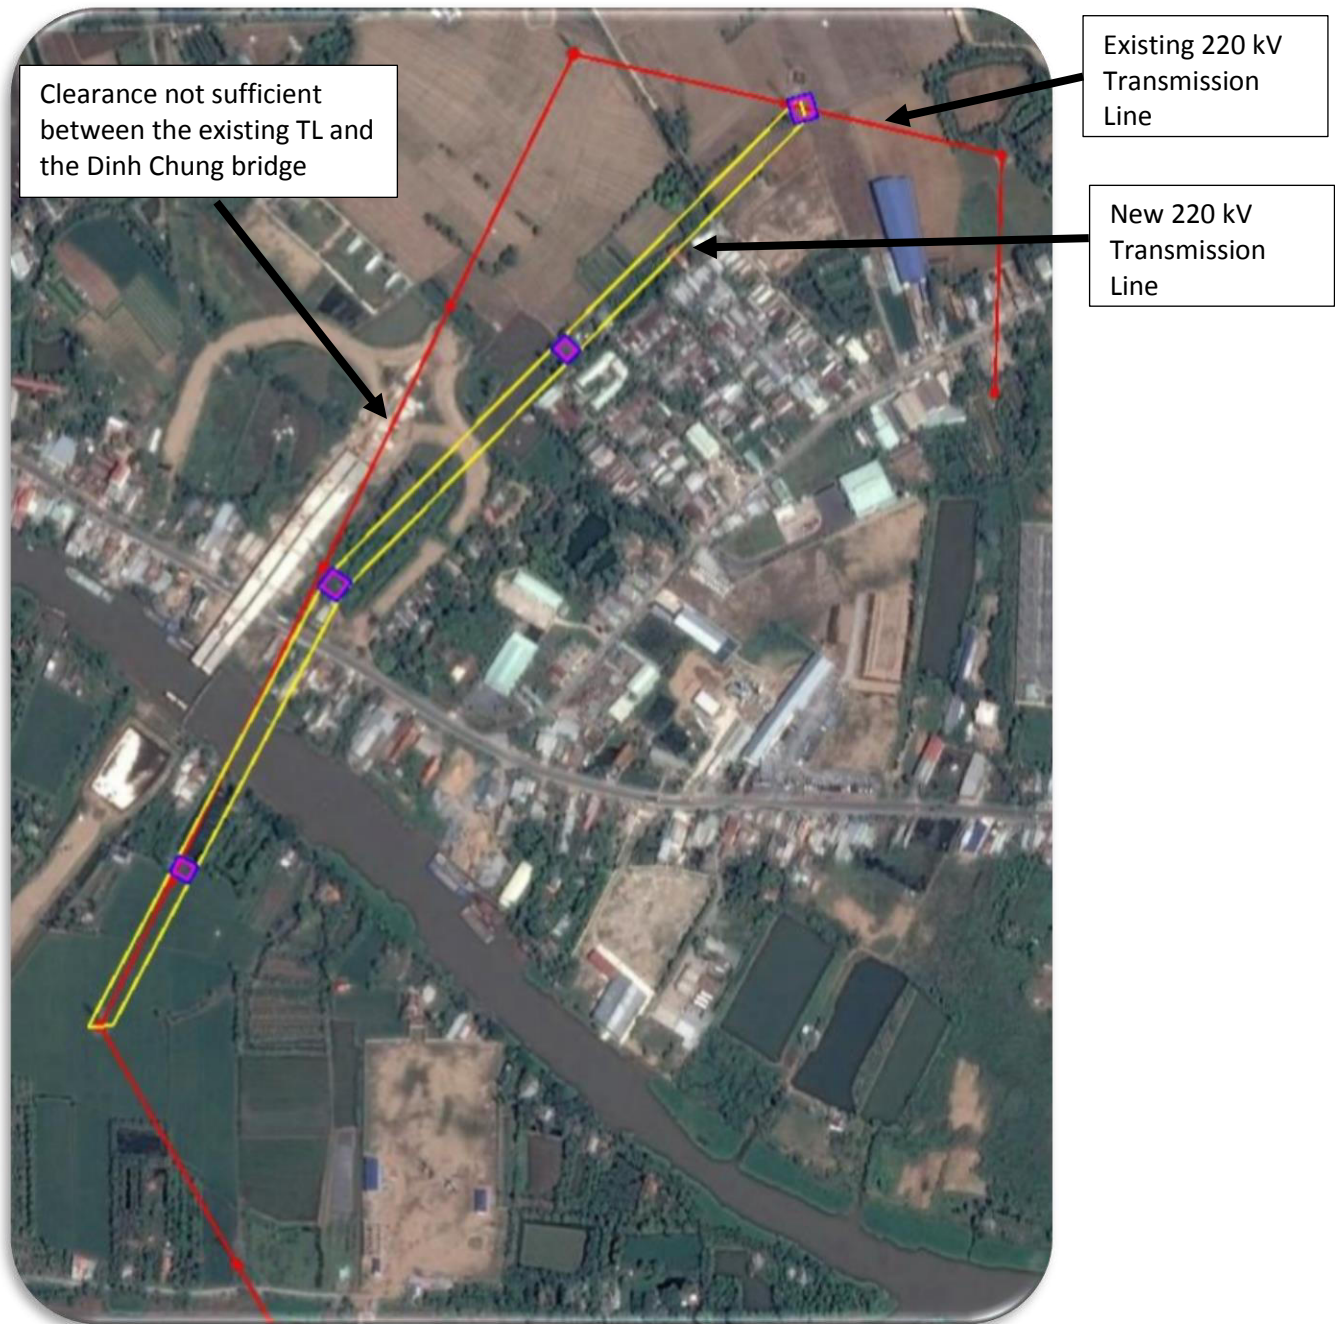 Clearance not sufficient
between the existing TL and
the Dinh Chung bridge
Existing 220 kV
Transmission
Line
New 220 kV
Transmission
Line